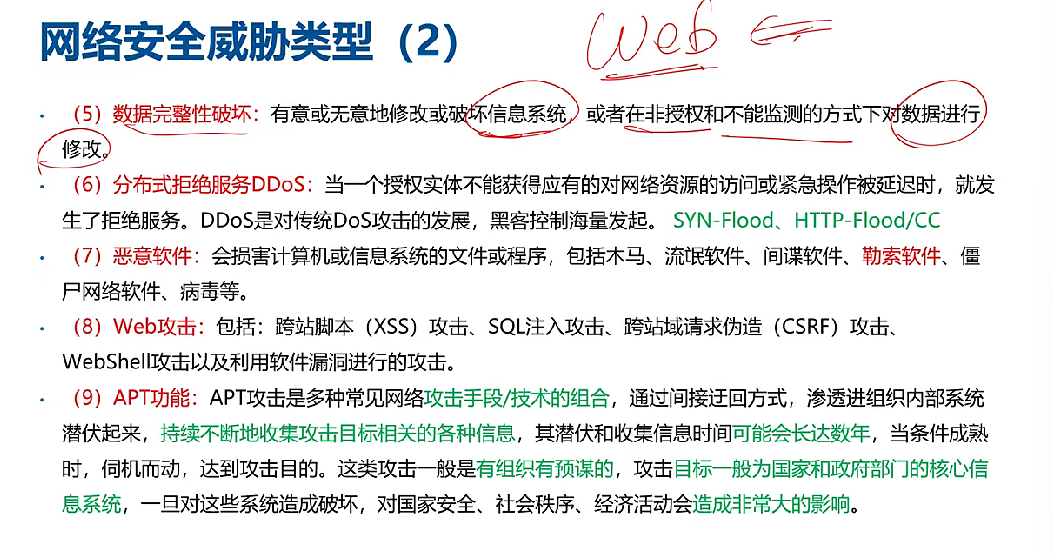 网络安全威胁类型（2）
Web
• （5）数据完整性破坏：有意或无意地修改或破坏信息系统，或者在非授权和不能监测的方式下对数据进行
修改。
• （6）分布式拒绝服务DDoS：当一个授权实体不能获得应有的对网络资源的访问或紧急操作被延迟时，就发
生了拒绝服务。DDoS是对传统DoS攻击的发展，黑客控制海量发起。 SYN-Flood、HTTP-Flood/CC
• （7）恶意软件：会损害计算机或信息系统的文件或程序，包括木马、流氓软件、间谍软件、勒索软件、僵
尸网络软件、病毒等。
• （8）Web攻击：包括：跨站脚本（XSS）攻击、SQL注入攻击、跨站域请求伪造（CSRF）攻击、
WebShell攻击以及利用软件漏洞进行的攻击。
• （9）APT功能：APT攻击是多种常见网络攻击手段/技术的组合，通过间接迂回方式，渗透进组织内部系统
潜伏起来，持续不断地收集攻击目标相关的各种信息，其潜伏和收集信息时间可能会长达数年，当条件成熟
时，伺机而动，达到攻击目的。这类攻击一般是有组织有预谋的，攻击目标一般为国家和政府部门的核心信
息系统，一旦对这些系统造成破坏，对国家安全、社会秩序、经济活动会造成非常大的影响。